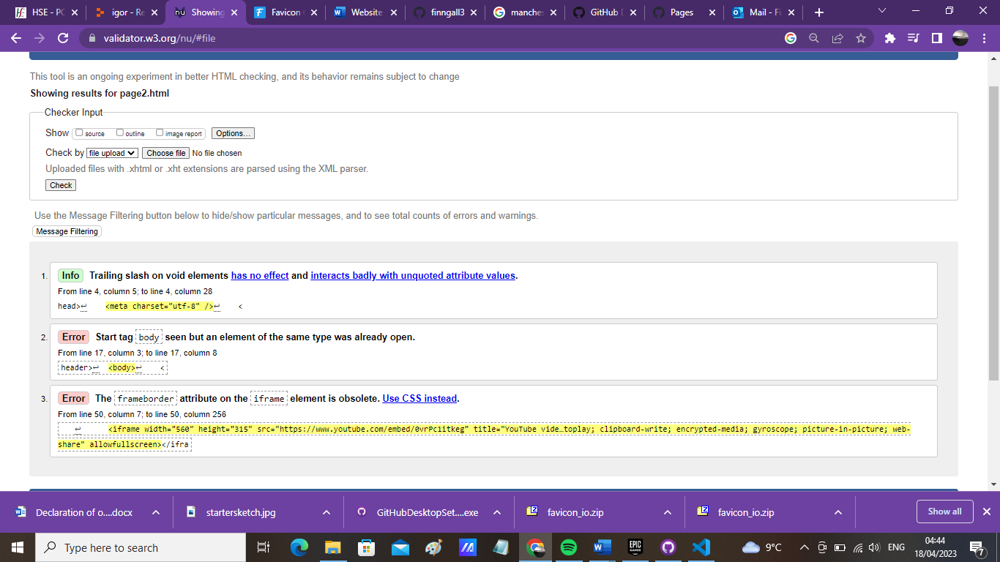 HSE - PC
igor - Re
Showing
Favicon
Website
finngall3
manches
GitHub D
Pages
Mail - Fi
validator.w3.org/nu/#file
This tool is an ongoing experiment in better HTML checking, and its behavior remains subject to change
Showing results for page2.html
Checker Input
Show source outline image report Options...
Check by file upload Choose file No file chosen
Uploaded files with .xhtml or .xht extensions are parsed using the XML parser.
Check
Use the Message Filtering button below to hide/show particular messages, and to see total counts of errors and warnings.
Message Filtering
1. Info Trailing slash on void elements has no effect and interacts badly with unquoted attribute values.
From line 4, column 5; to line 4, column 28
head>↩ <meta charset="utf-8" />↩ <
2. Error Start tag body seen but an element of the same type was already open.
From line 17, column 3; to line 17, column 8
header>↩ <body>↩ <
3. Error The frameborder attribute on the iframe element is obsolete. Use CSS instead.
From line 50, column 7; to line 50, column 256
↩ <iframe width="560" height="315" src="https://www.youtube.com/embed/0vrPc1itkeg" title="YouTube vide…toplay; clipboard-write; encrypted-media; gyroscope; picture-in-picture; web-
share" allowfullscreen></ifra
Declaration of o....docx
startersketch.jpg
GitHubDesktopSet....exe
favicon_io.zip
favicon_io.zip
Show all
Type here to search
EPIC GAMES
9°C
ENG
04:44
18/04/2023
7